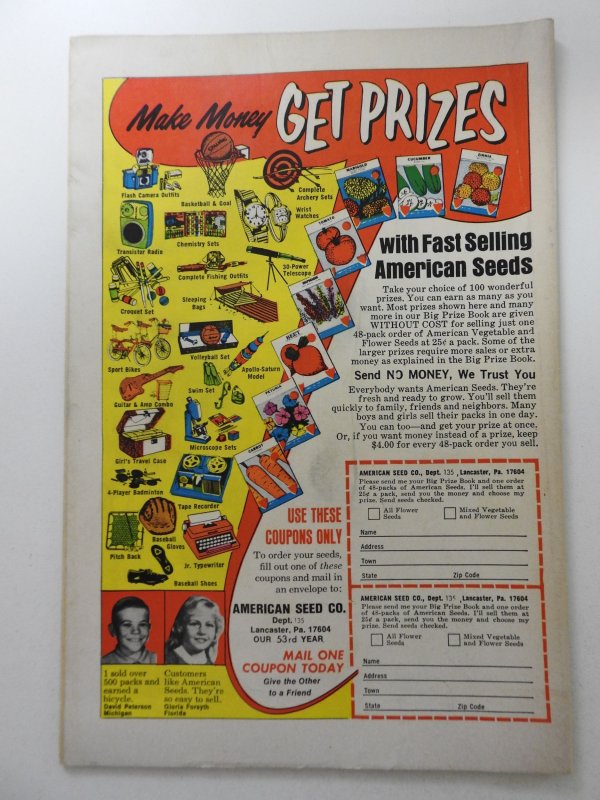 Make Money GET PRIZES
Flash Camera Outfits
Basketball & Goal
Complete
Archery Sets
Wrist
Watches
Transistor Radio
Chemistry Sets
Complete Fishing Outfits
30-Power
Telescope
Croquet Set
Sleeping
Bags
Sport Bikes
Volleyball Set
Apollo-Saturn
Model
Guitar & Amp Combo
Swim Set
Girl's Travel Case
Microscope Sets
4-Player Badminton
Tape Recorder
Pitch Back
Baseball
Gloves
Jr. Typewriter
Baseball Shoes
MARIGOLD
CUCUMBER
ZINNIA
TOMATO
BEET
PETUNIA
CARROT
with Fast Selling
American Seeds
Take your choice of 100 wonderful
prizes. You can earn as many as you
want. Most prizes shown here and many
more in our Big Prize Book are given
WITHOUT COST for selling just one
48-pack order of American Vegetable and
Flower Seeds at 25¢ a pack. Some of the
larger prizes require more sales or extra
money as explained in the Big Prize Book.
Send NO MONEY, We Trust You
Everybody wants American Seeds. They're
fresh and ready to grow. You'll sell them
quickly to family, friends and neighbors. Many
boys and girls sell their packs in one day.
You can too—and get your prize at once.
Or, if you want money instead of a prize, keep
$4.00 for every 48-pack order you sell.
USE THESE
COUPONS ONLY
To order your seeds,
fill out one of these
coupons and mail in
an envelope to:
AMERICAN SEED CO.
Dept. 135
Lancaster, Pa. 17604
OUR 53rd YEAR
MAIL ONE
COUPON TODAY
Give the Other
to a Friend
1 sold over
500 packs and
earned a
bicycle.
David Peterson
Michigan
Customers
like American
Seeds. They're
so easy to sell.
Gloria Forsyth
Florida
AMERICAN SEED CO., Dept. 135, Lancaster, Pa. 17604
Please send me your Big Prize Book and one order
of 48-packs of American Seeds. I'll sell them at
25¢ a pack, send you the money and choose my
prize. Send seeds checked.
All Flower
Seeds
Mixed Vegetable
and Flower Seeds
Name
Address
Town
State Zip Code
AMERICAN SEED CO., Dept. 135, Lancaster, Pa. 17604
Please send me your Big Prize Book and one order
of 48-packs of American Seeds. I'll sell them at
25¢ a pack, send you the money and choose my
prize. Send seeds checked.
All Flower
Seeds
Mixed Vegetable
and Flower Seeds
Name
Address
Town
State Zip Code